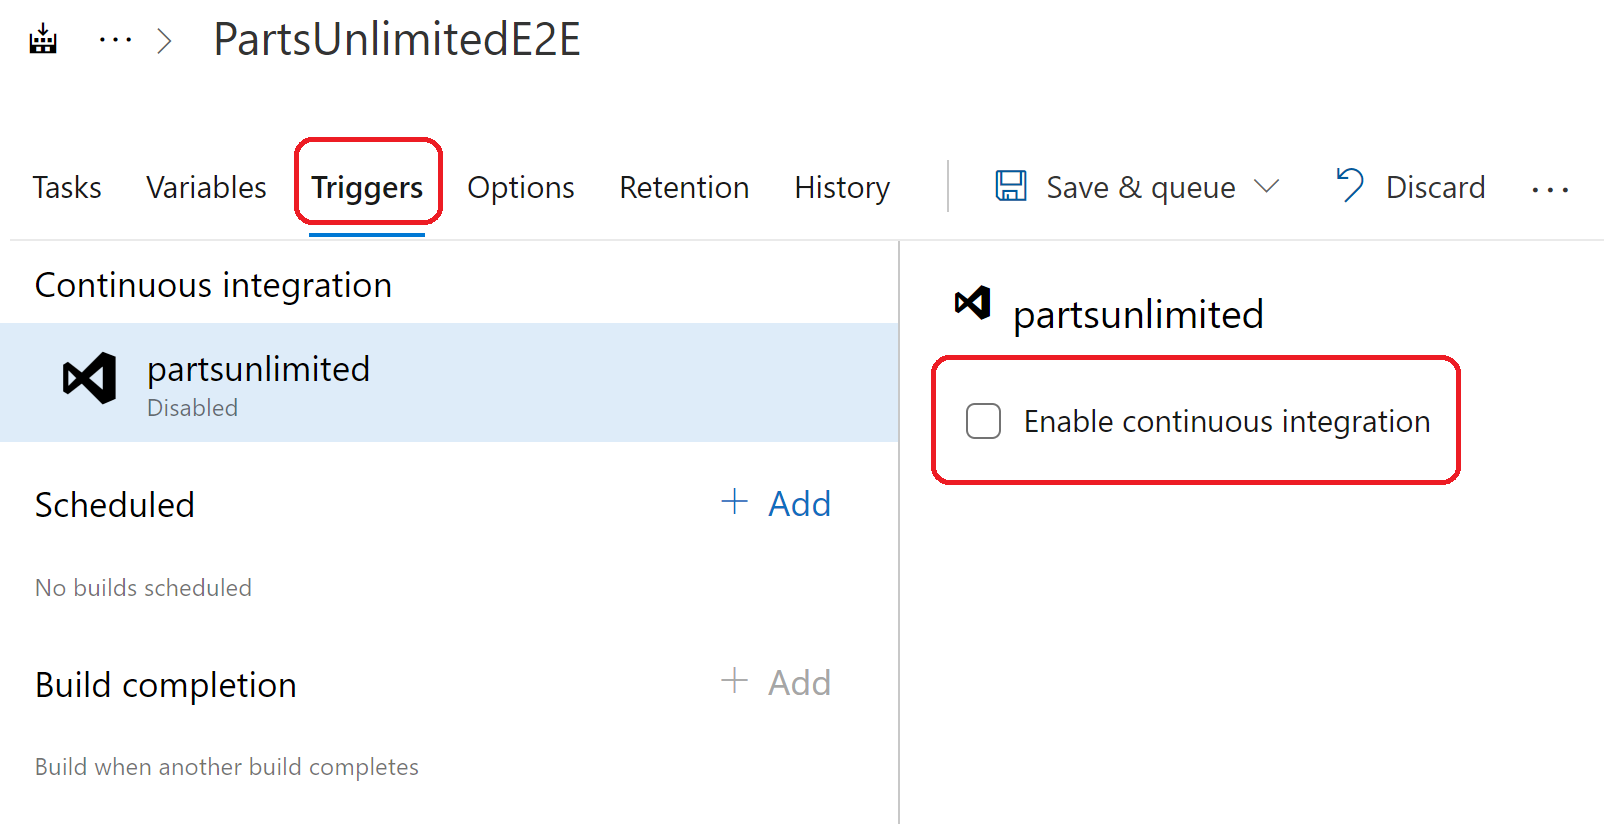 ··· > PartsUnlimitedE2E
Tasks Variables Triggers Options Retention History Save & queue Discard ···
Continuous integration
partsunlimited
Disabled
Scheduled + Add
No builds scheduled
Build completion + Add
Build when another build completes
partsunlimited
Enable continuous integration